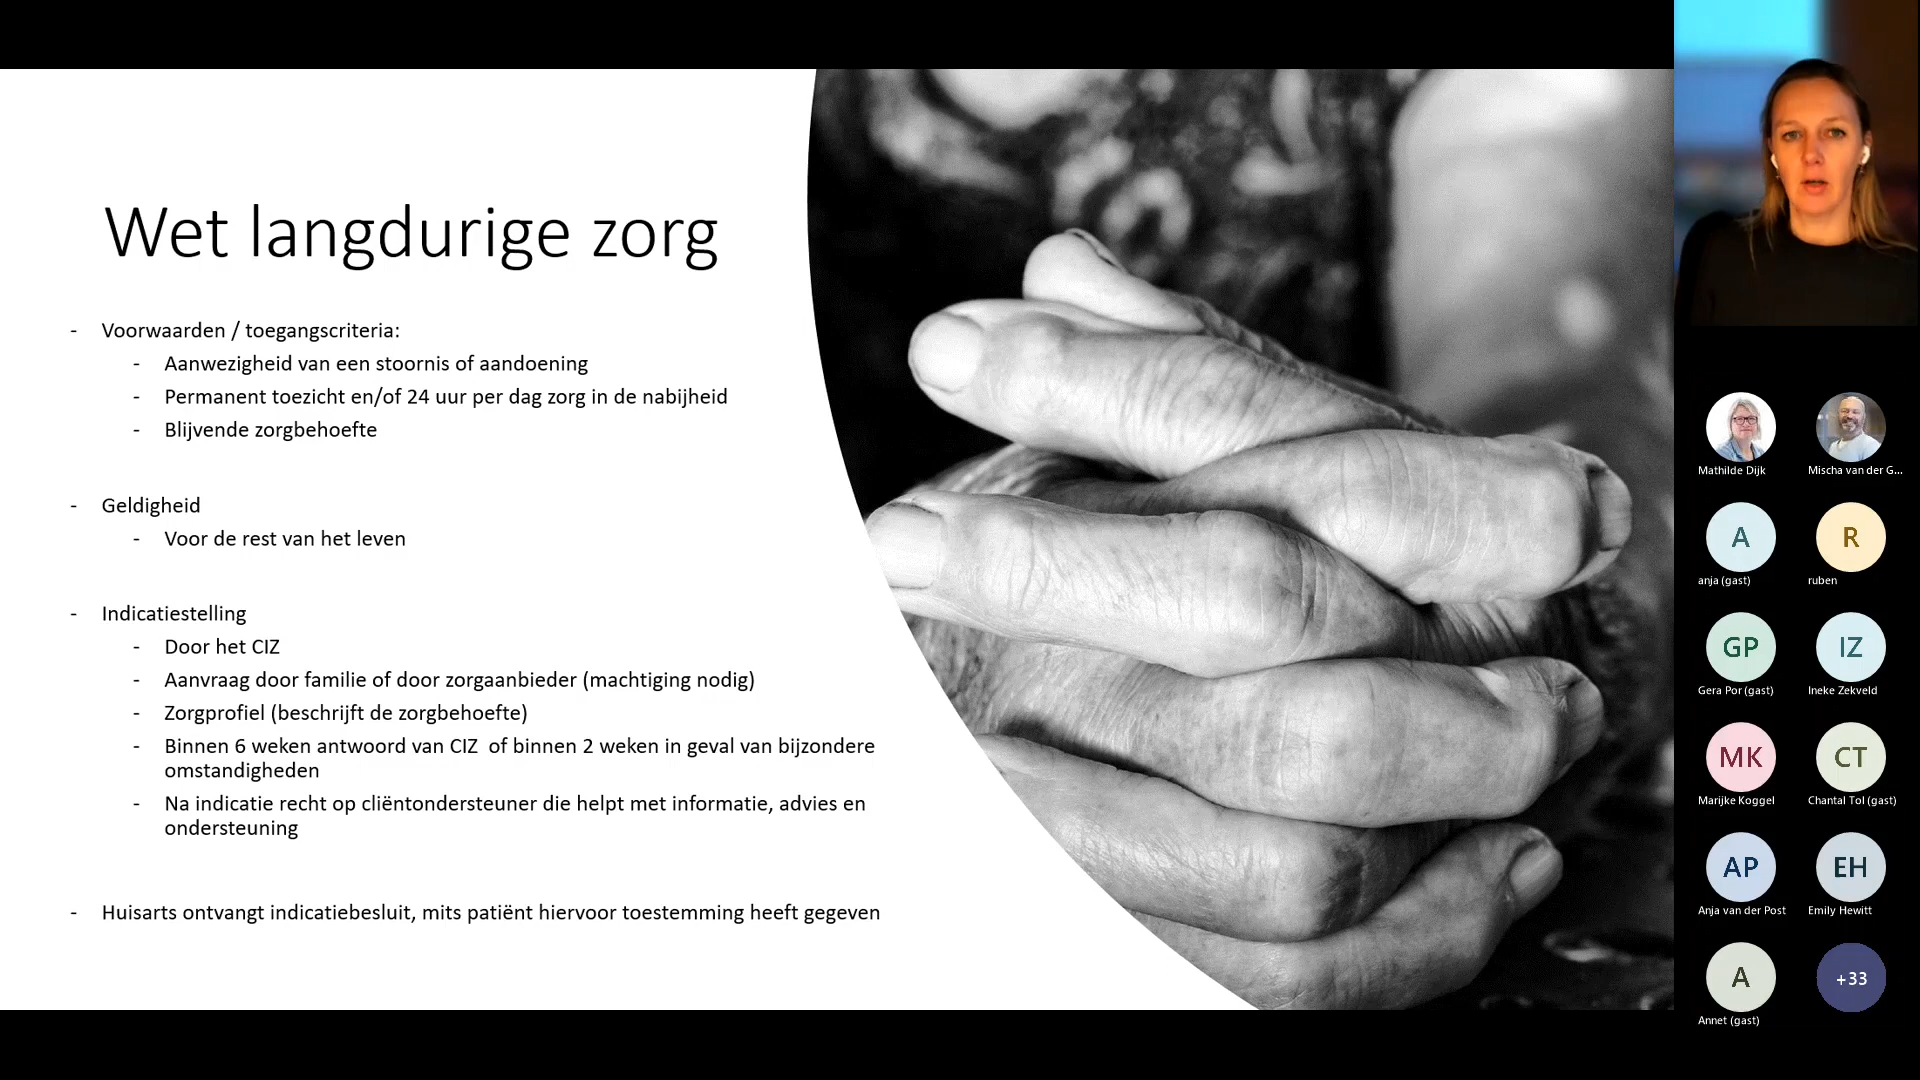 Wet langdurige zorg
- Voorwaarden / toegangscriteria:
- Aanwezigheid van een stoornis of aandoening
- Permanent toezicht en/of 24 uur per dag zorg in de nabijheid
- Blijvende zorgbehoefte
- Geldigheid
- Voor de rest van het leven
- Indicatiestelling
- Door het CIZ
- Aanvraag door familie of door zorgaanbieder (machtiging nodig)
- Zorgprofiel (beschrijft de zorgbehoefte)
- Binnen 6 weken antwoord van CIZ  of binnen 2 weken in geval van bijzondere
omstandigheden
- Na indicatie recht op cliëntondersteuner die helpt met informatie, advies en
ondersteuning
- Huisarts ontvangt indicatiebesluit, mits patiënt hiervoor toestemming heeft gegeven
Mathilde Dijk
Mischa van der G...
A
R
anja (gast)
ruben
GP
IZ
Gera Por (gast)
Ineke Zekveld
MK
CT
Marijke Koggel
Chantal Tol (gast)
AP
EH
Anja van der Post
Emily Hewitt
A
+33
Annet (gast)